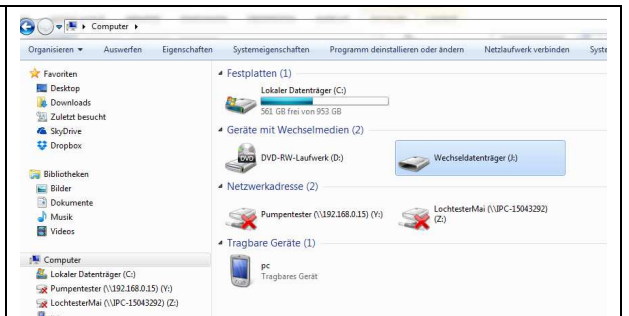 Computer
Organisieren Auswerfen Eigenschaften Systemeigenschaften Programm deinstallieren oder ändern Netzlaufwerk verbinden
Favoriten
Desktop
Downloads
Zuletzt besucht
SkyDrive
Dropbox
Bibliotheken
Bilder
Dokumente
Musik
Videos
Computer
Lokaler Datenträger (C:)
Pumpentester (\\192.168.0.15) (Y:)
LochtesterMai (\\IPC-15043292) (Z:)
Festplatten (1)
Lokaler Datenträger (C:)
561 GB frei von 953 GB
Geräte mit Wechselmedien (2)
DVD-RW-Laufwerk (D:)
Wechseldatenträger (J:)
Netzwerkadresse (2)
Pumpentester (\\192.168.0.15) (Y:)
LochtesterMai (\\IPC-15043292)
(Z:)
Tragbare Geräte (1)
pc
Tragbares Gerät